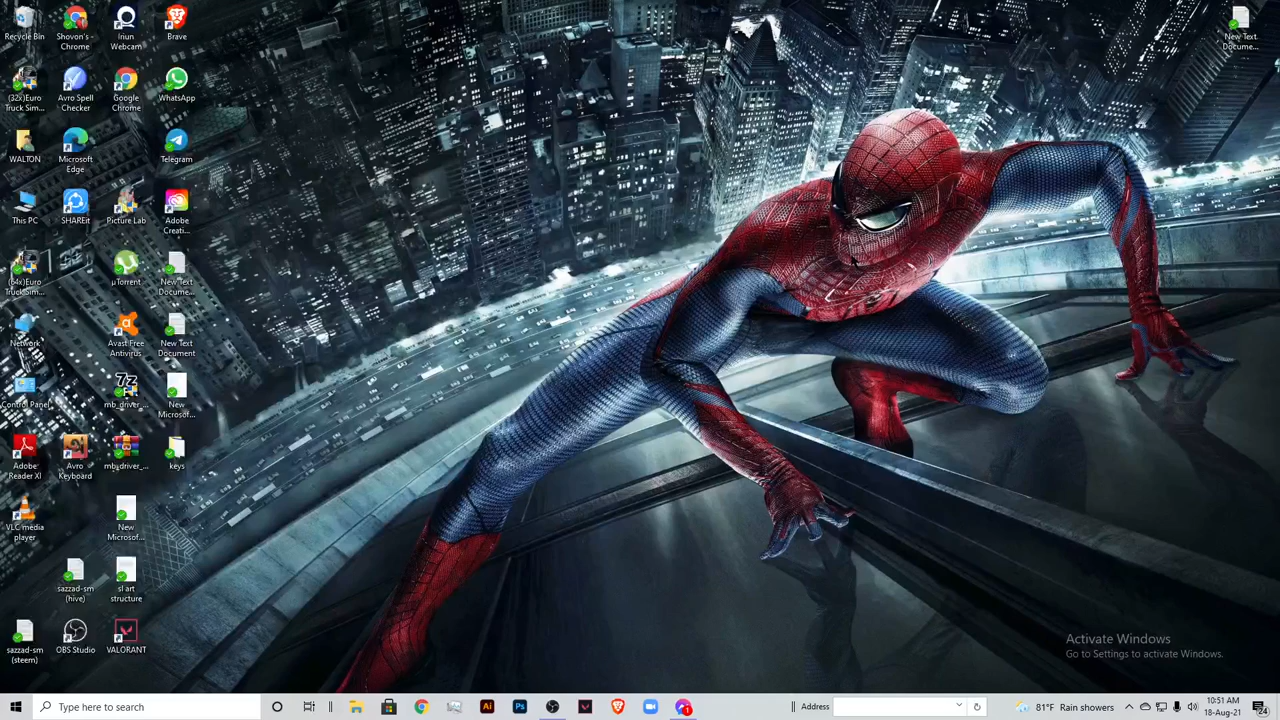 Recycle Bin
Shovon's
Chrome
Iriun
Webcam
Brave
New Text
Docume...
(32x)Euro
Truck Sim...
Avro Spell
Checker
Google
Chrome
WhatsApp
WALTON
Microsoft
Edge
Telegram
This PC
SHAREit
Picture Lab
Adobe
Creati...
(64x)Euro
Truck Sim...
µTorrent
New Text
Docume...
Network
Avast Free
Antivirus
New Text
Document
Control Panel
7z
mb_driver_...
New
Microsof...
Adobe
Reader XI
Avro
Keyboard
mb_driver_...
keys
VLC media
player
New
Microsof...
sazzad-sm
(hive)
sl art
structure
sazzad-sm
(steem)
OBS Studio
VALORANT
Activate Windows
Go to Settings to activate Windows.
Type here to search
Ai
Ps
1
Address
81°F Rain showers
10:51 AM
18-Aug-21
24